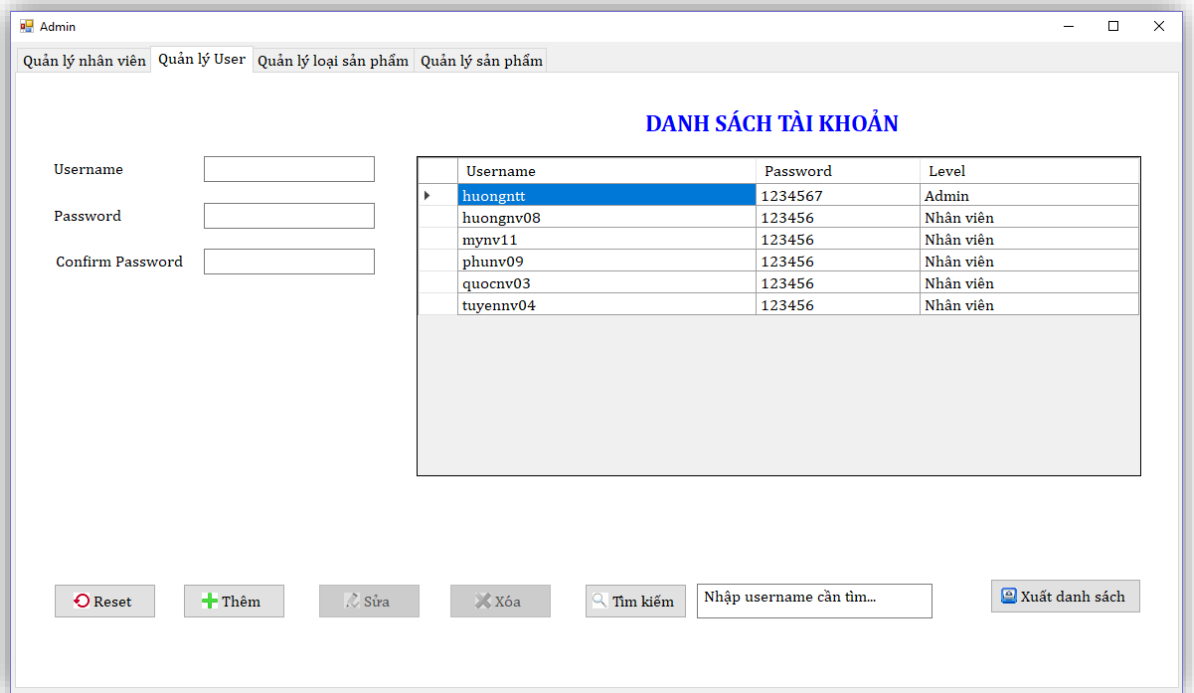 Admin
Quản lý nhân viên Quản lý User Quản lý loại sản phẩm Quản lý sản phẩm
DANH SÁCH TÀI KHOẢN
Username
Password
Confirm Password
Username Password Level
huongntt 1234567 Admin
huongnv08 123456 Nhân viên
mynv11 123456 Nhân viên
phunv09 123456 Nhân viên
quocnv03 123456 Nhân viên
tuyennv04 123456 Nhân viên
Reset Thêm Sửa Xóa Tìm kiếm Nhập username cần tìm... Xuất danh sách